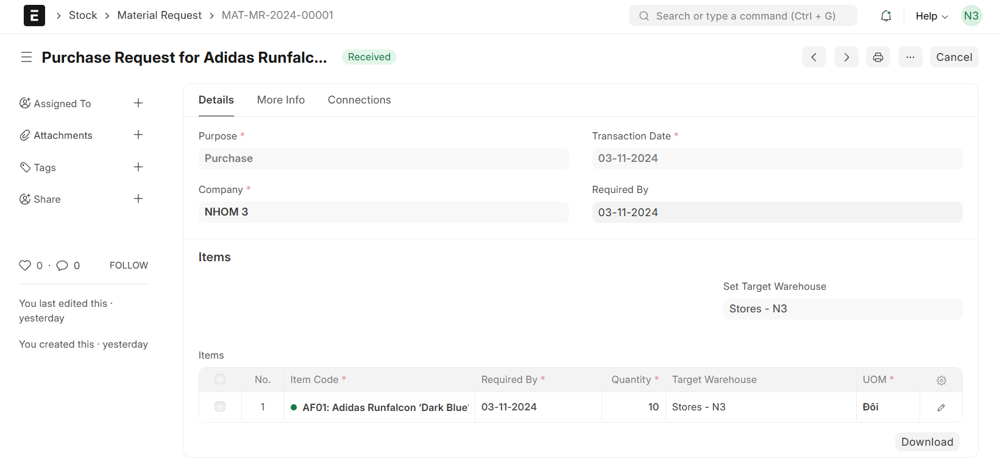 E > Stock > Material Request > MAT-MR-2024-00001
Search or type a command (Ctrl + G)
Help
N3
Purchase Request for Adidas Runfalc...
Received
...
Cancel
Assigned To
Attachments
Tags
Share
0 · 0
FOLLOW
You last edited this ·
yesterday
You created this · yesterday
Details
More Info
Connections
Purpose *
Purchase
Transaction Date *
03-11-2024
Company *
NHOM 3
Required By
03-11-2024
Items
Set Target Warehouse
Stores - N3
Items
No. Item Code * Required By * Quantity * Target Warehouse UOM *
1 AF01: Adidas Runfalcon ‘Dark Blue’ 03-11-2024 10 Stores - N3 Đôi
Download